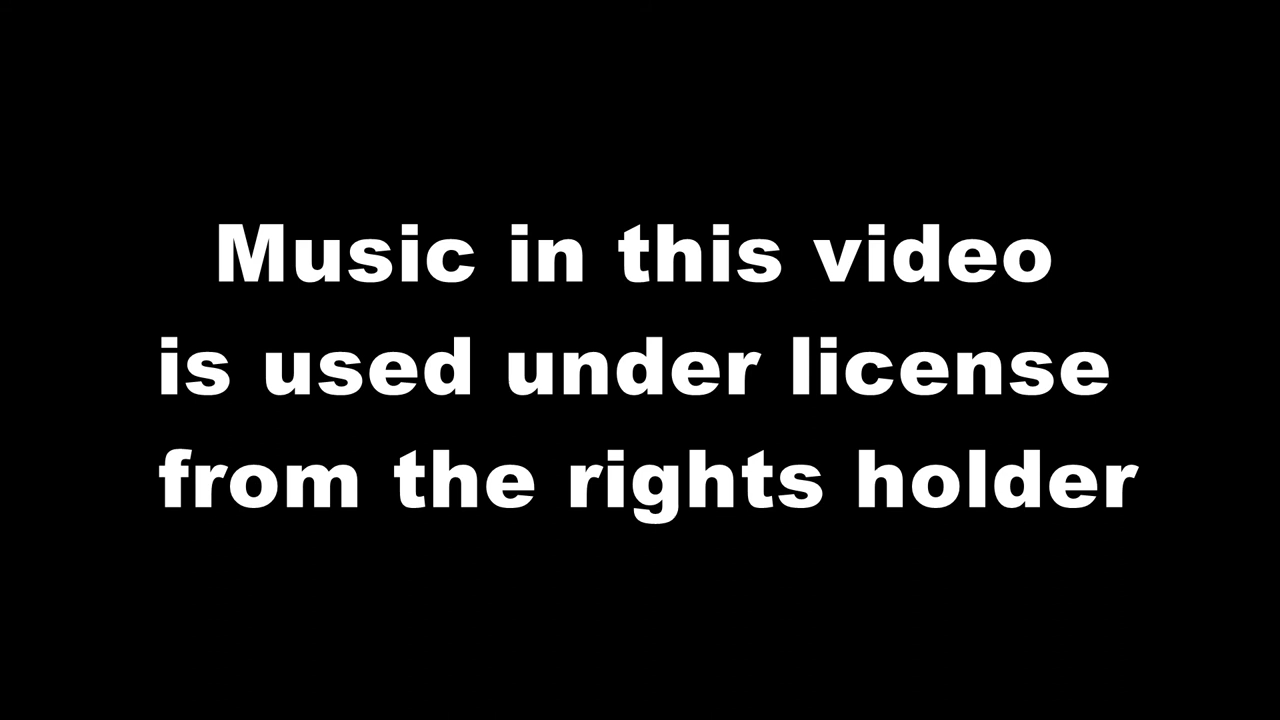 Music in this video
is used under license
from the rights holder